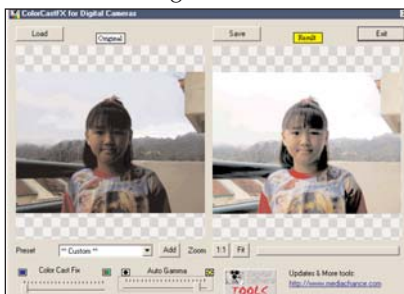 ColorCastFX for Digital Cameras
Load
Original
Save
Result
Exit
Preset
** Custom **
Add
Zoom:
1:1
Fit
Color Cast Fix
Auto Gamma
TOOLS
Updates & More tools:
http://www.mediachance.com